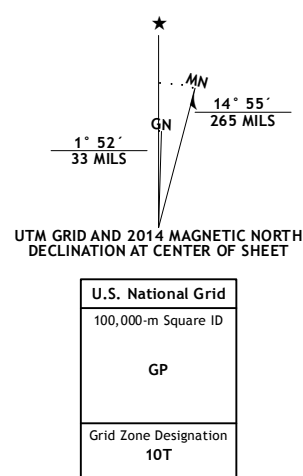 ★
MN
GN
14° 55´
265 MILS
1° 52´
33 MILS
UTM GRID AND 2014 MAGNETIC NORTH
DECLINATION AT CENTER OF SHEET
U.S. National Grid
100,000-m Square ID
GP
Grid Zone Designation
10T